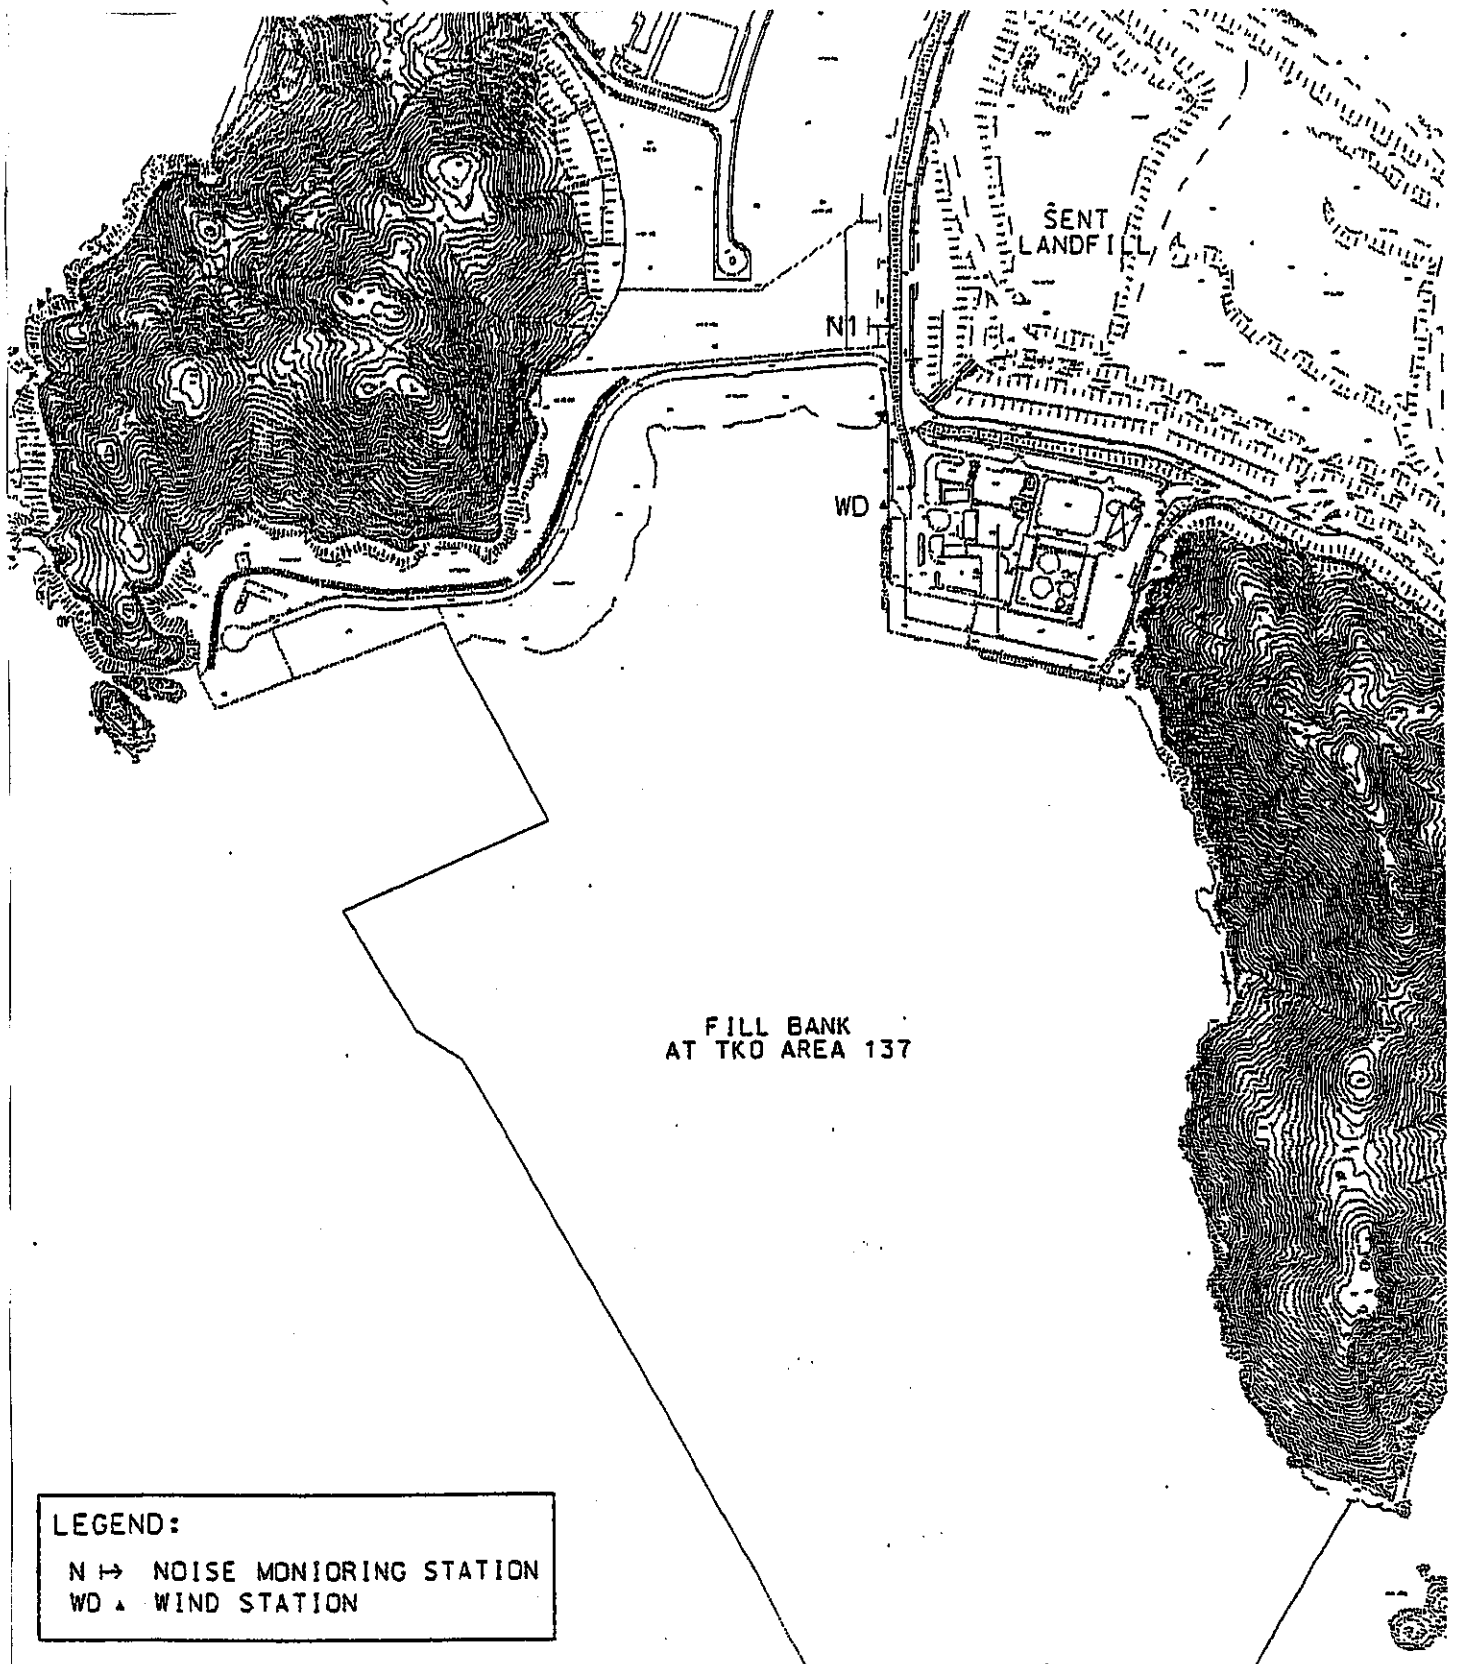 SENT
LANDFILL
N1
WD
FILL BANK
AT TKO AREA 137
LEGEND:
N ↦ NOISE MONIORING STATION
WD ▲ WIND STATION